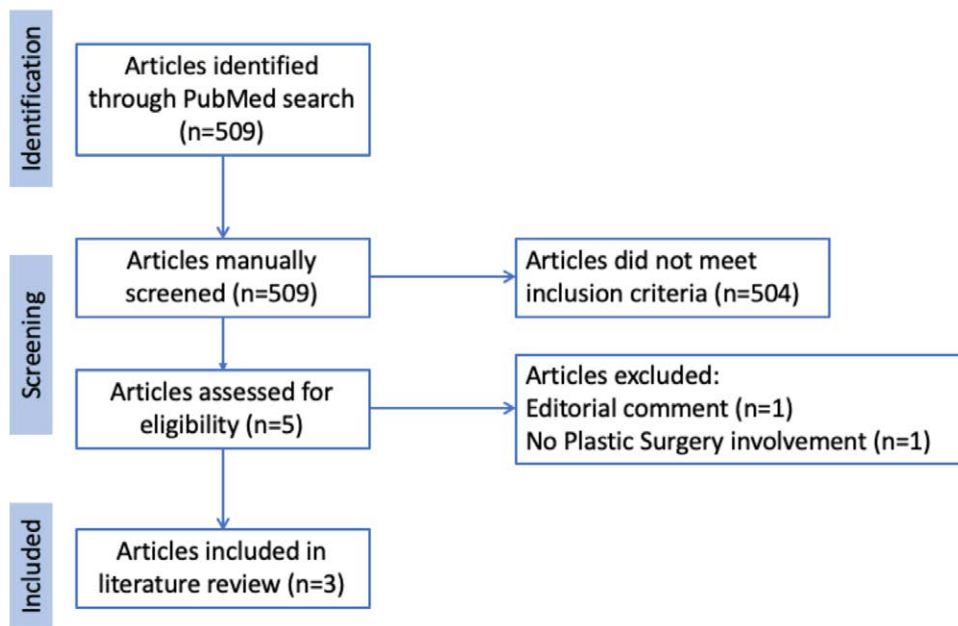 Identification
Articles identified
through PubMed search
(n=509)
Screening
Articles manually
screened (n=509)
Articles did not meet
inclusion criteria (n=504)
Articles assessed for
eligibility (n=5)
Articles excluded:
Editorial comment (n=1)
No Plastic Surgery involvement (n=1)
Included
Articles included in
literature review (n=3)